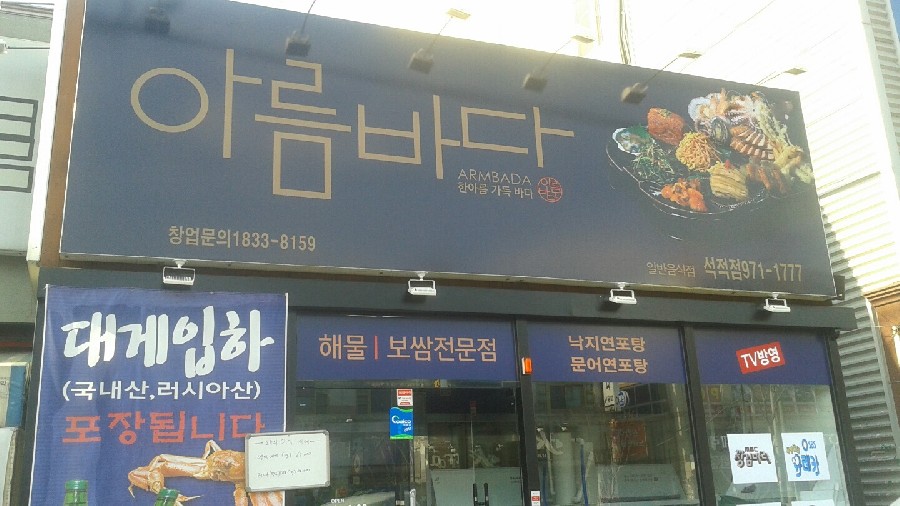 아름바다
ARMBADA
한아름 가득 바다
창업문의1833-8159
일반음식점 석적점971-1777
대게입하
(국내산,러시아산)
포장됩니다
해물 | 보쌈전문점
낙지연포탕
문어연포탕
TV방영
OPEN